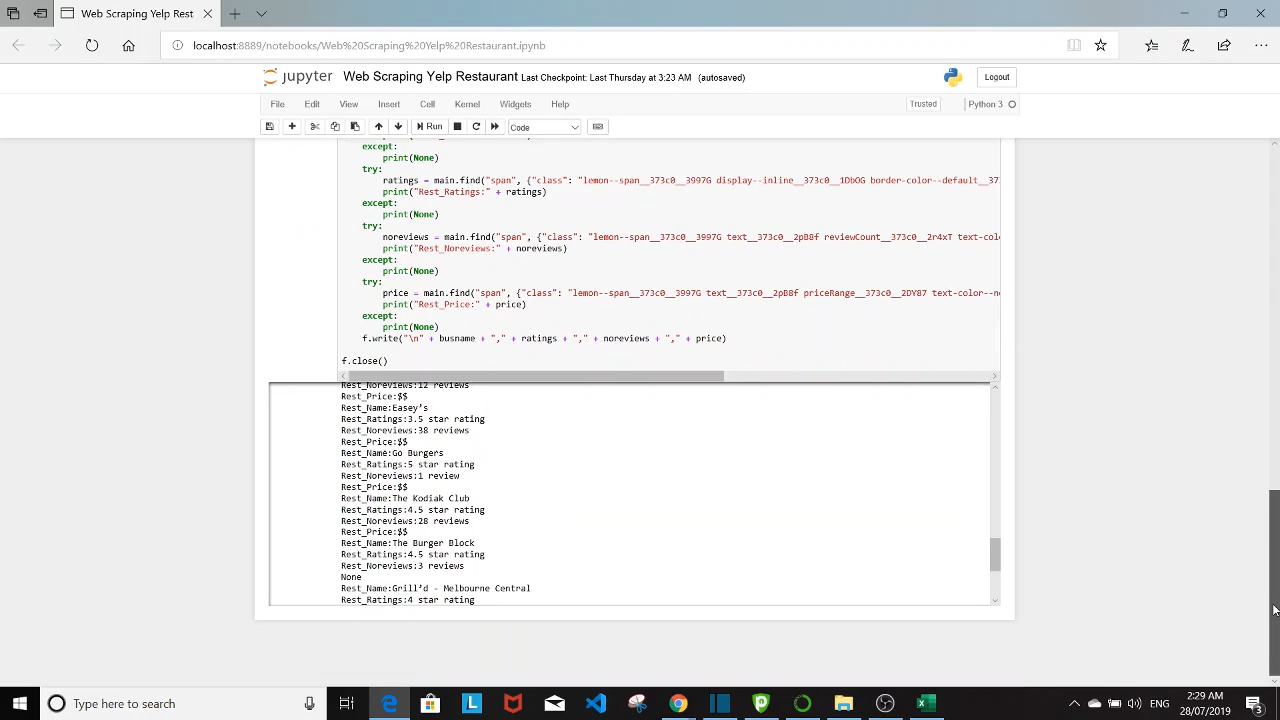 Web Scraping Yelp Rest
localhost:8889/notebooks/Web%20Scraping%20Yelp%20Restaurant.ipynb
jupyter Web Scraping Yelp Restaurant Last Checkpoint: Last Thursday at 3:23 AM (autosaved) Logout
File Edit View Insert Cell Kernel Widgets Help Trusted Python 3
Run Code
except:
print(None)
try:
ratings = main.find("span", {"class": "lemon--span__373c0__3997G display--inline__373c0__1DbOG border-color--default__37
print("Rest_Ratings:" + ratings)
except:
print(None)
try:
noreviews = main.find("span", {"class": "lemon--span__373c0__3997G text__373c0__2pB8f reviewCount__373c0__2r4xT text-colo
print("Rest_Noreviews:" + noreviews)
except:
print(None)
try:
price = main.find("span", {"class": "lemon--span__373c0__3997G text__373c0__2pB8f priceRange__373c0__2DY87 text-color--n
print("Rest_Price:" + price)
except:
print(None)
f.write("\n" + busname + "," + ratings + "," + noreviews + "," + price)
f.close()
Rest_Noreviews:12 reviews
Rest_Price:$$
Rest_Name:Easey’s
Rest_Ratings:3.5 star rating
Rest_Noreviews:38 reviews
Rest_Price:$$
Rest_Name:Go Burgers
Rest_Ratings:5 star rating
Rest_Noreviews:1 review
Rest_Price:$$
Rest_Name:The Kodiak Club
Rest_Ratings:4.5 star rating
Rest_Noreviews:28 reviews
Rest_Price:$$
Rest_Name:The Burger Block
Rest_Ratings:4.5 star rating
Rest_Noreviews:3 reviews
None
Rest_Name:Grill’d - Melbourne Central
Rest_Ratings:4 star rating
Type here to search
ENG
2:29 AM
28/07/2019
3